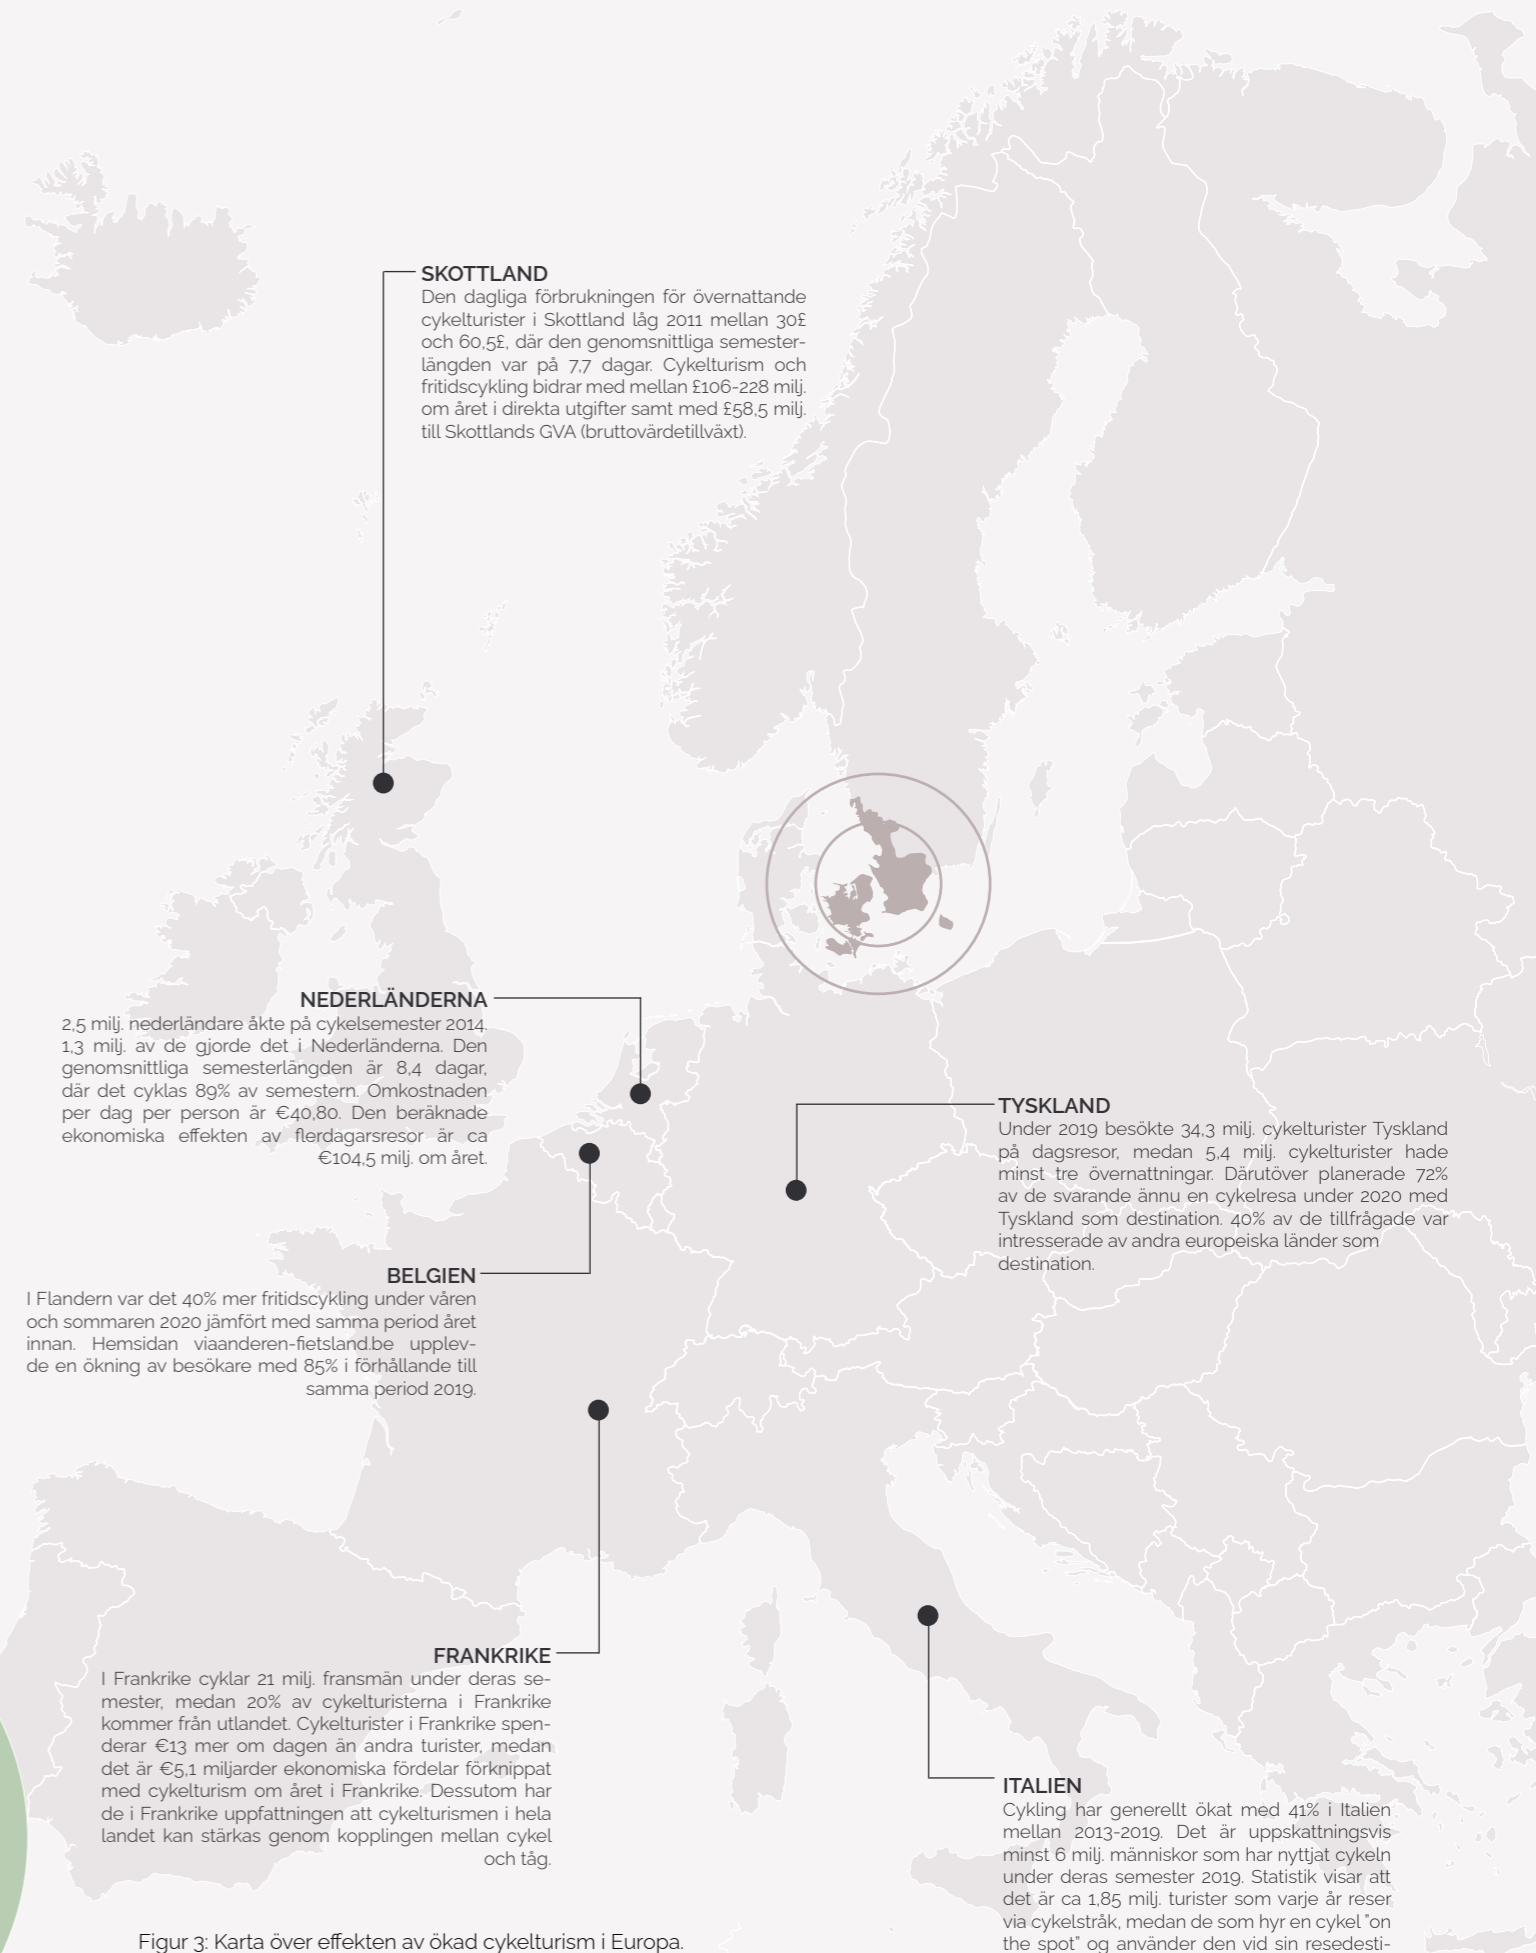 SKOTTLAND
Den dagliga förbrukningen för övernattande
cykelturister i Skottland låg 2011 mellan 30£
och 60,5£, där den genomsnittliga semester-
längden var på 7,7 dagar. Cykelturism och
fritidscykling bidrar med mellan £106-228 milj.
om året i direkta utgifter samt med £58,5 milj.
till Skottlands GVA (bruttovärdetillväxt).
NEDERLÄNDERNA
2,5 milj. nederländare åkte på cykelsemester 2014.
1,3 milj. av de gjorde det i Nederländerna. Den
genomsnittliga semesterlängden är 8,4 dagar,
där det cyklas 89% av semestern. Omkostnaden
per dag per person är €40,80. Den beräknade
ekonomiska effekten av flerdagarsresor är ca
€104,5 milj. om året.
TYSKLAND
Under 2019 besökte 34,3 milj. cykelturister Tyskland
på dagsresor, medan 5,4 milj. cykelturister hade
minst tre övernattningar. Därutöver planerade 72%
av de svarande ännu en cykelresa under 2020 med
Tyskland som destination. 40% av de tillfrågade var
intresserade av andra europeiska länder som
destination.
BELGIEN
I Flandern var det 40% mer fritidscykling under våren
och sommaren 2020 jämfört med samma period året
innan. Hemsidan viaanderen-fietsland.be upplev-
de en ökning av besökare med 85% i förhållande till
samma period 2019.
FRANKRIKE
I Frankrike cyklar 21 milj. fransmän under deras se-
mester, medan 20% av cykelturisterna i Frankrike
kommer från utlandet. Cykelturister i Frankrike spen-
derar €13 mer om dagen än andra turister, medan
det är €5,1 miljarder ekonomiska fördelar förknippat
med cykelturism om året i Frankrike. Dessutom har
de i Frankrike uppfattningen att cykelturismen i hela
landet kan stärkas genom kopplingen mellan cykel
och tåg.
ITALIEN
Cykling har generellt ökat med 41% i Italien
mellan 2013-2019. Det är uppskattningsvis
minst 6 milj. människor som har nyttjat cykeln
under deras semester 2019. Statistik visar att
det är ca 1,85 milj. turister som varje år reser
via cykelstråk, medan de som hyr en cykel "on
the spot" og använder den vid sin resedesti-
Figur 3: Karta över effekten av ökad cykelturism i Europa.